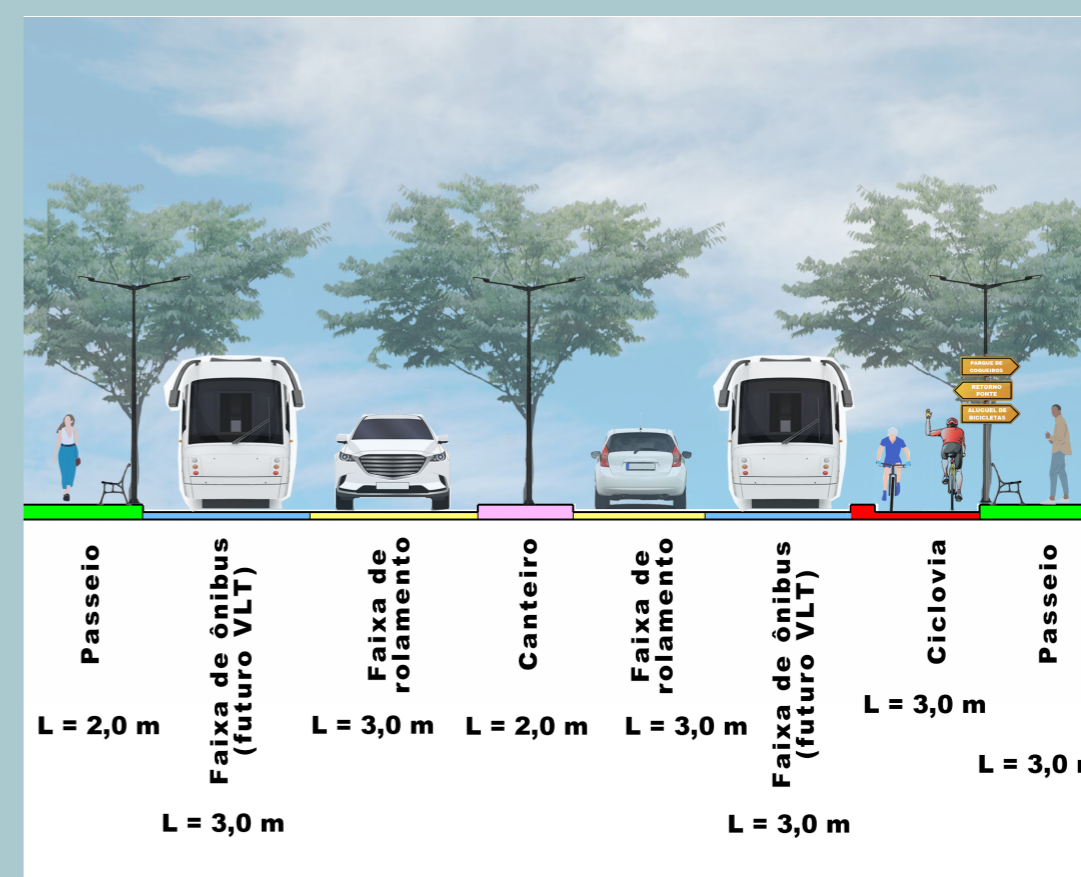 PARQUE DE
COQUEIROS
RETORNO
PONTE
ALUGUEL DE
BICICLETAS
Passeio
L = 2,0 m
Faixa de ônibus
(futuro VLT)
L = 3,0 m
Faixa de
rolamento
L = 3,0 m
Canteiro
L = 2,0 m
Faixa de
rolamento
L = 3,0 m
Faixa de ônibus
(futuro VLT)
L = 3,0 m
Ciclovia
L = 3,0 m
Passeio
L = 3,0